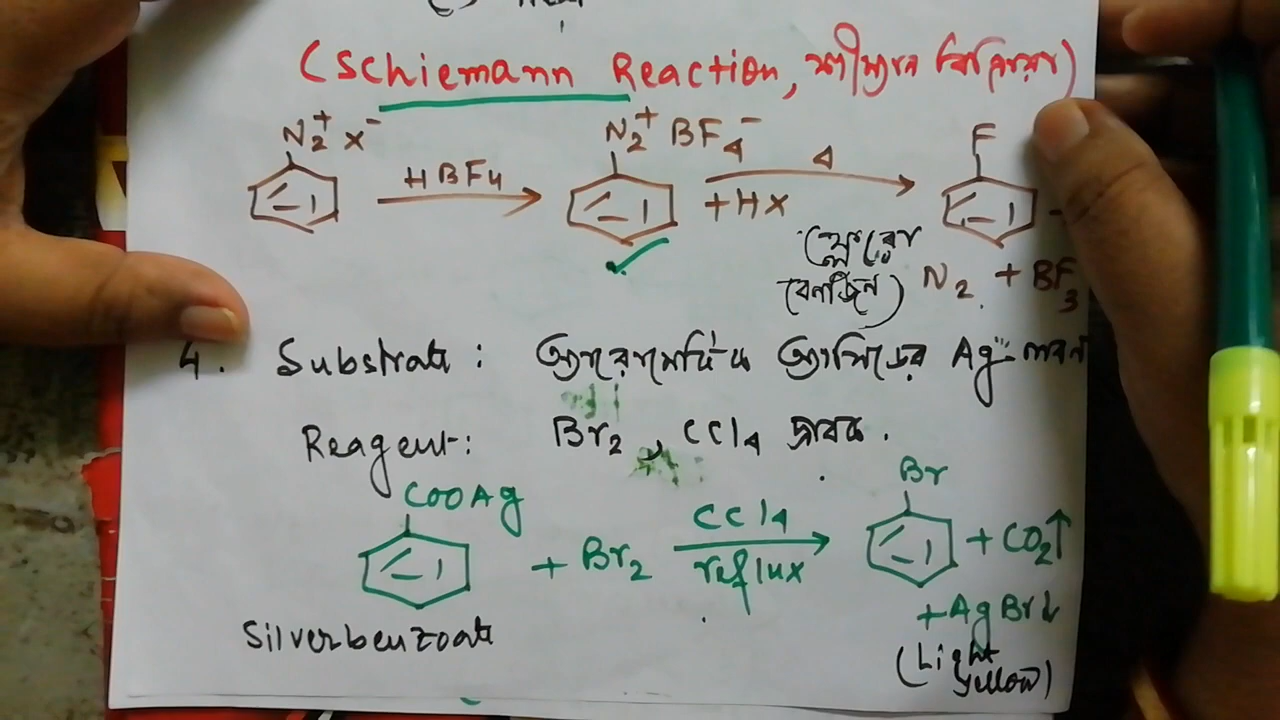 (Schiemann Reaction, শীম্যান বিক্রিয়া)
N2+ X-
HBF4
N2+ BF4-
+HX
Δ
F
ফ্লোরো
বেনজিন)
N2 + BF3
4. Substrate : অ্যারোমেটিক অ্যাসিডের Ag-লবন
Reagent: Br2, CCl4 দ্রাবক.
COOAg
+ Br2
CCl4
reflux
Br
+ CO2↑
+AgBr↓
Silverbenzoate
(Light
yellow)